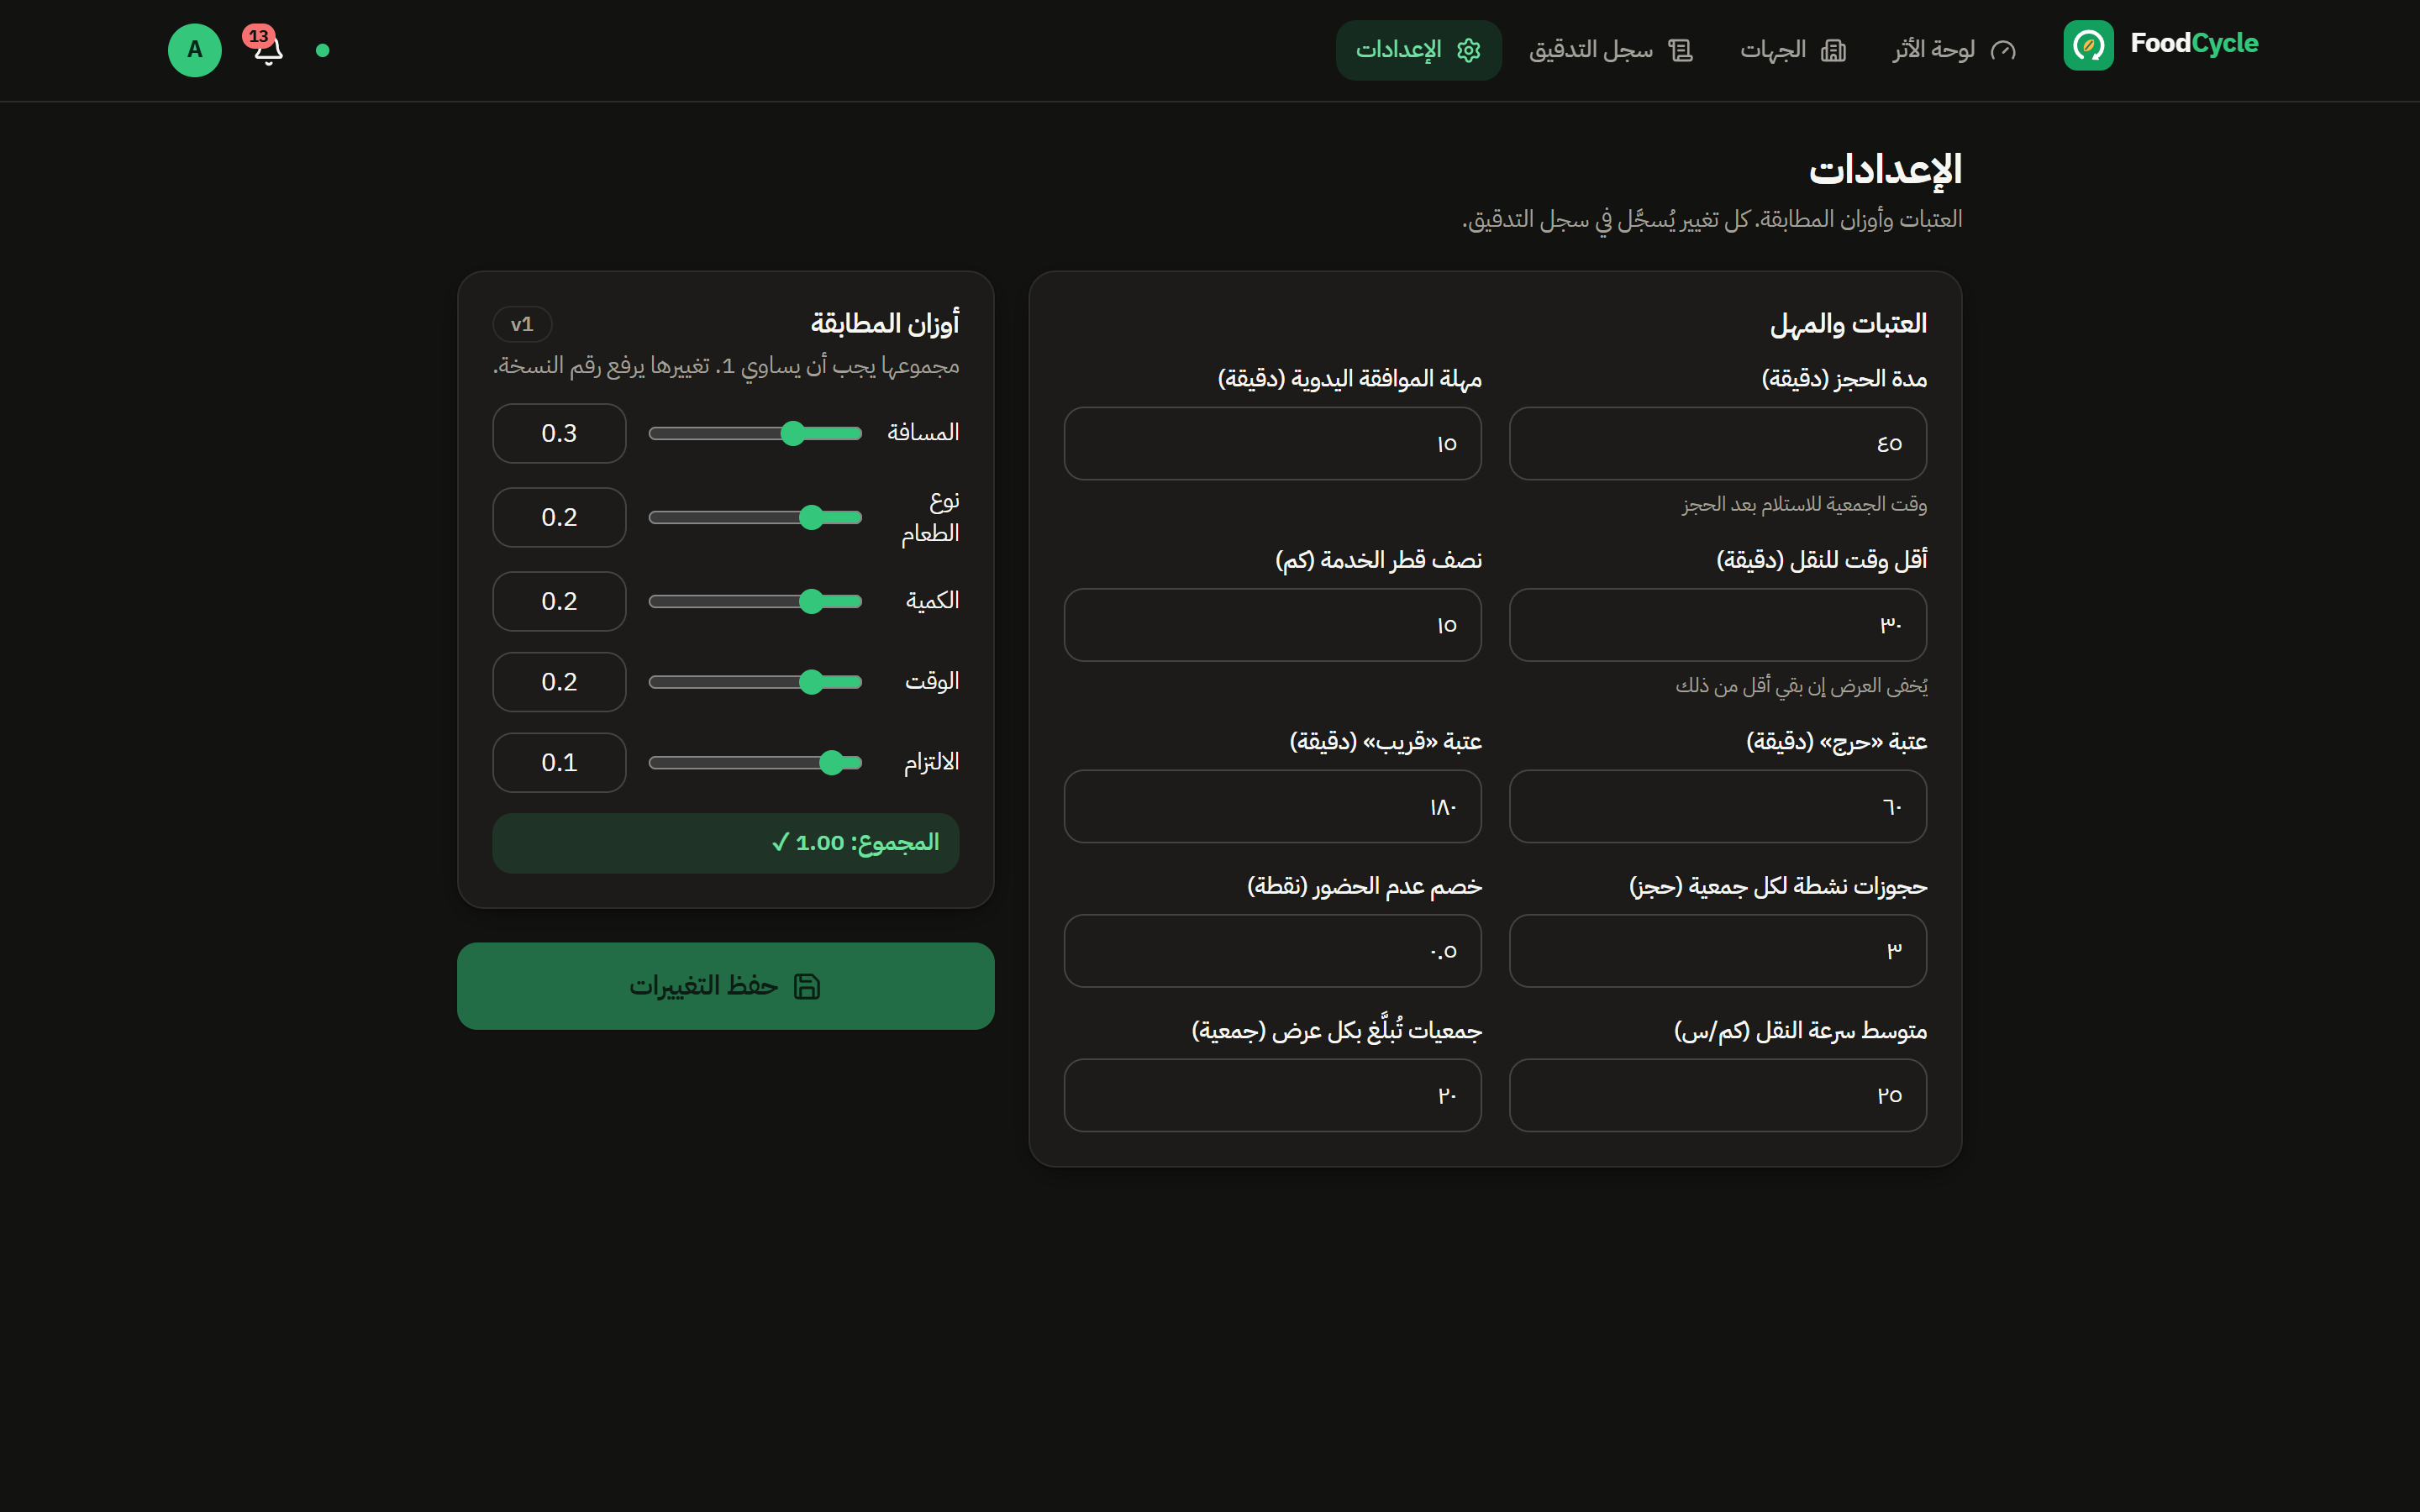 FoodCycle
لوحة الأثر
الجهات
سجل التدقيق
الإعدادات
13
A
الإعدادات
العتبات وأوزان المطابقة. كل تغيير يُسجَّل في سجل التدقيق.
العتبات والمهل
مدة الحجز (دقيقة)
٤٥
وقت الجمعية للاستلام بعد الحجز
مهلة الموافقة اليدوية (دقيقة)
١٥
أقل وقت للنقل (دقيقة)
٣٠
يُخفى العرض إن بقي أقل من ذلك
نصف قطر الخدمة (كم)
١٥
عتبة «حرج» (دقيقة)
٦٠
عتبة «قريب» (دقيقة)
١٨٠
حجوزات نشطة لكل جمعية (حجز)
٣
خصم عدم الحضور (نقطة)
٠.٥
متوسط سرعة النقل (كم/س)
٢٥
جمعيات تُبلَّغ بكل عرض (جمعية)
٢٠
أوزان المطابقة
v1
مجموعها يجب أن يساوي 1. تغييرها يرفع رقم النسخة.
المسافة
0.3
نوع
الطعام
0.2
الكمية
0.2
الوقت
0.2
الالتزام
0.1
المجموع: 1.00 ✓
حفظ التغييرات